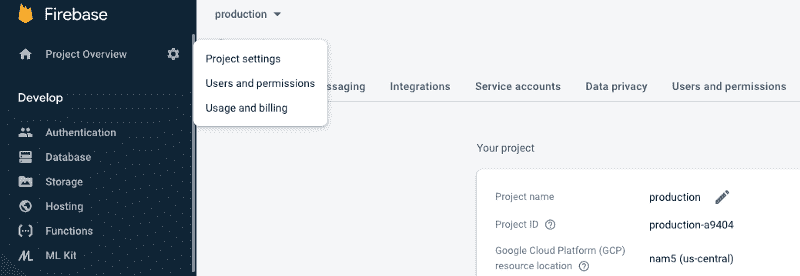 Firebase
Project Overview
Develop
Authentication
Database
Storage
Hosting
Functions
ML Kit
production
Project settings
Users and permissions
Usage and billing
Integrations
Service accounts
Data privacy
Users and permissions
Your project
Project name production
Project ID production-a9404
Google Cloud Platform (GCP)
resource location nam5 (us-central)